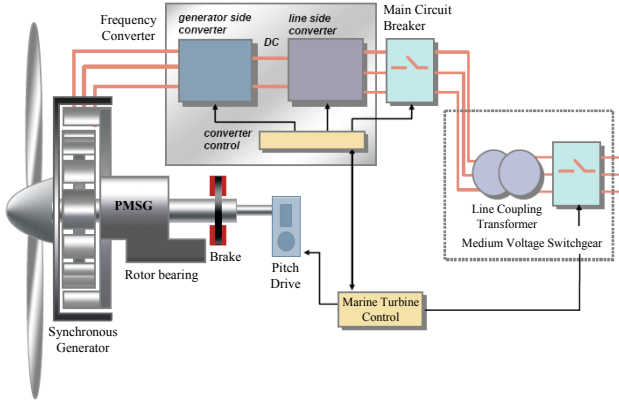 Frequency
Converter
generator side
converter
DC
line side
converter
Main Circuit
Breaker
converter
control
PMSG
Rotor bearing
Brake
Pitch
Drive
Synchronous
Generator
Marine Turbine
Control
Line Coupling
Transformer
Medium Voltage Switchgear